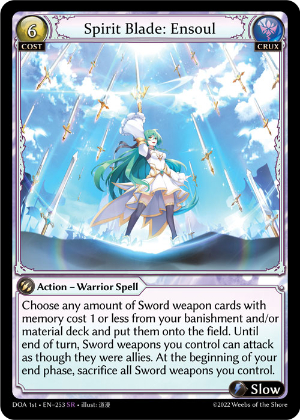 6
COST
Spirit Blade: Ensoul
CRUX
Action – Warrior Spell
Choose any amount of Sword weapon cards with
memory cost 1 or less from your banishment and/or
material deck and put them onto the field. Until
end of turn, Sword weapons you control can attack
as though they were allies. At the beginning of your
end phase, sacrifice all Sword weapons you control.
Slow
DOA 1st • EN-253 SR • illust:
©2022 Weebs of the Shore